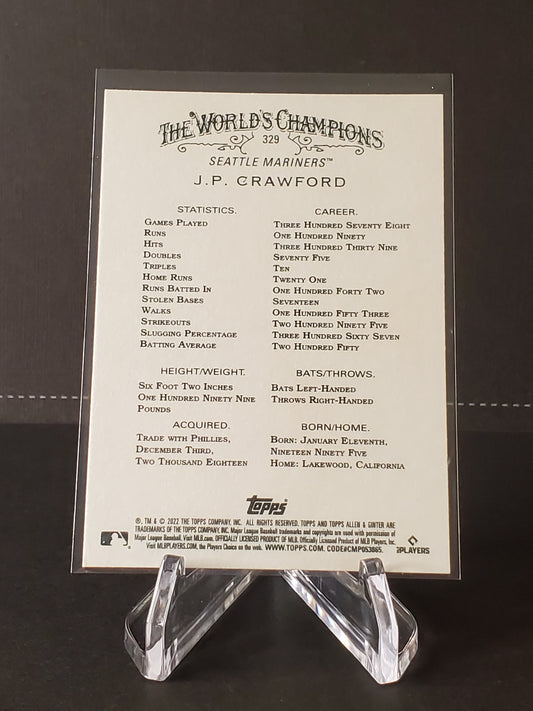 THE WORLD'S CHAMPIONS
329
SEATTLE MARINERS™
J.P. CRAWFORD
STATISTICS. CAREER.
GAMES PLAYED THREE HUNDRED SEVENTY EIGHT
RUNS ONE HUNDRED NINETY
HITS THREE HUNDRED THIRTY NINE
DOUBLES SEVENTY FIVE
TRIPLES TEN
HOME RUNS TWENTY ONE
RUNS BATTED IN ONE HUNDRED FORTY TWO
STOLEN BASES SEVENTEEN
WALKS ONE HUNDRED FIFTY THREE
STRIKEOUTS TWO HUNDRED NINETY FIVE
SLUGGING PERCENTAGE THREE HUNDRED SIXTY SEVEN
BATTING AVERAGE TWO HUNDRED FIFTY
HEIGHT/WEIGHT.
SIX FOOT TWO INCHES
ONE HUNDRED NINETY NINE
POUNDS
BATS/THROWS.
BATS LEFT-HANDED
THROWS RIGHT-HANDED
ACQUIRED.
TRADE WITH PHILLIES,
DECEMBER THIRD,
TWO THOUSAND EIGHTEEN
BORN/HOME.
BORN: JANUARY ELEVENTH,
NINETEEN NINETY FIVE
HOME: LAKEWOOD, CALIFORNIA
Topps
®, TM & © 2022 THE TOPPS COMPANY, INC. ALL RIGHTS RESERVED. TOPPS AND TOPPS ALLEN & GINTER ARE
TRADEMARKS OF THE TOPPS COMPANY, INC. Major League Baseball trademarks and copyrights are used with permission of
Major League Baseball. Visit MLB.com. OFFICIALLY LICENSED PRODUCT OF MLB. Officially Licensed Product of MLB Players, Inc.
Visit MLBPLAYERS.COM, the Players Choice on the web. WWW.TOPPS.COM. CODE#CMP053865.
PLAYERS